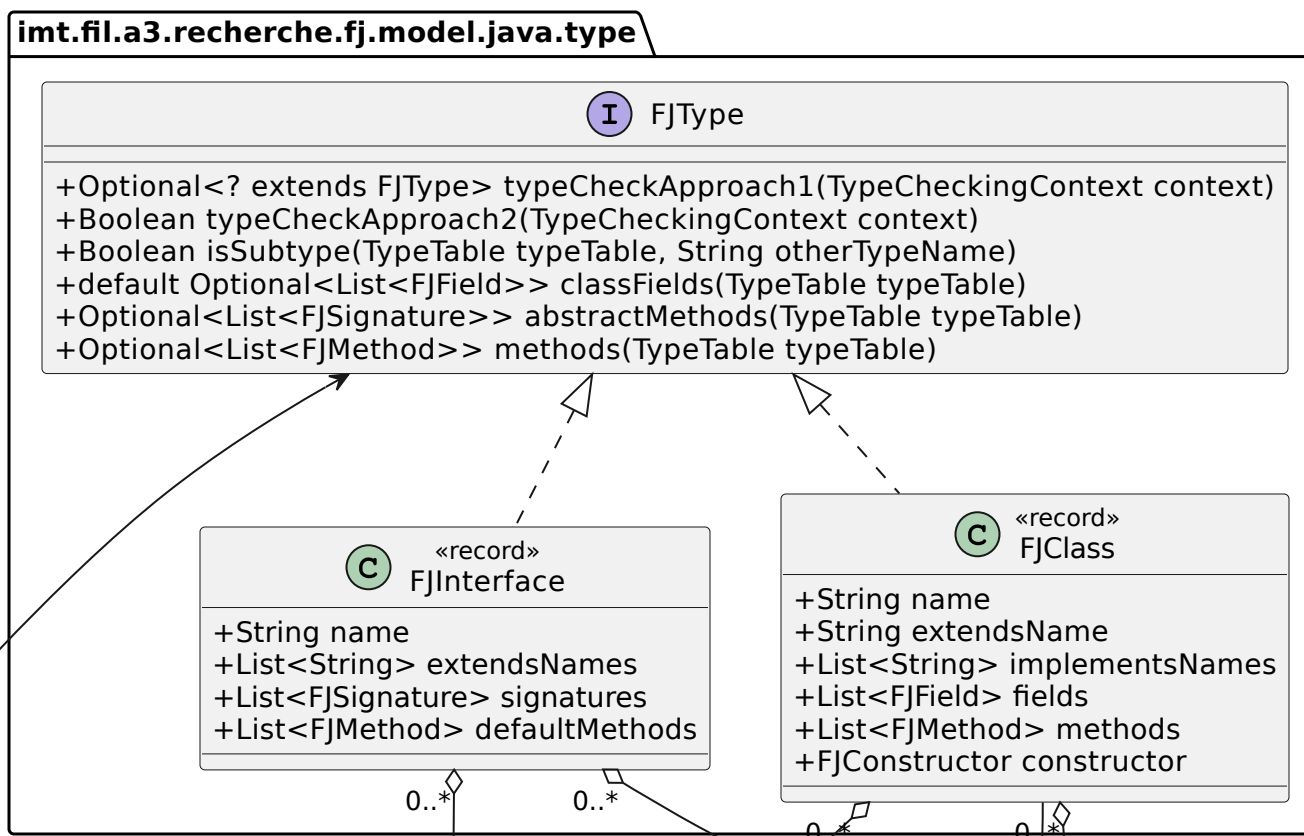 imt.fil.a3.recherche.fj.model.java.type
I FJType
+Optional<? extends FJType> typeCheckApproach1(TypeCheckingContext context)
+Boolean typeCheckApproach2(TypeCheckingContext context)
+Boolean isSubtype(TypeTable typeTable, String otherTypeName)
+default Optional<List<FJField>> classFields(TypeTable typeTable)
+Optional<List<FJSignature>> abstractMethods(TypeTable typeTable)
+Optional<List<FJMethod>> methods(TypeTable typeTable)
C «record»
FJInterface
+String name
+List<String> extendsNames
+List<FJSignature> signatures
+List<FJMethod> defaultMethods
0..*
0..*
C «record»
FJClass
+String name
+String extendsName
+List<String> implementsNames
+List<FJField> fields
+List<FJMethod> methods
+FJConstructor constructor
0..*
0..*